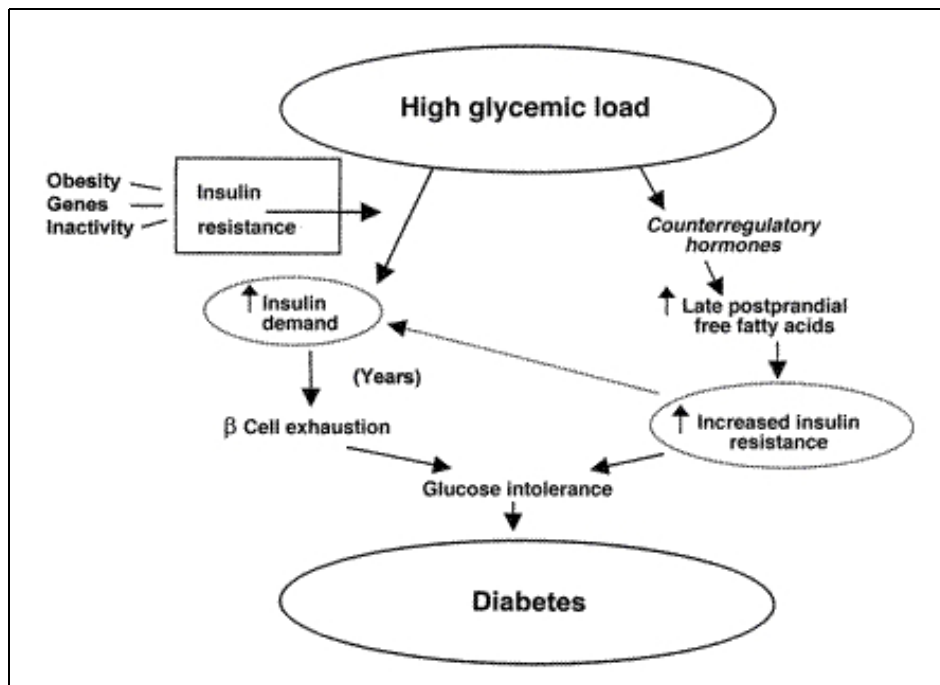 High glycemic load
Obesity
Genes
Inactivity
Insulin
resistance
Counterregulatory
hormones
↑ Insulin
demand
↑ Late postprandial
free fatty acids
(Years)
β Cell exhaustion
↑ Increased insulin
resistance
Glucose intolerance
Diabetes